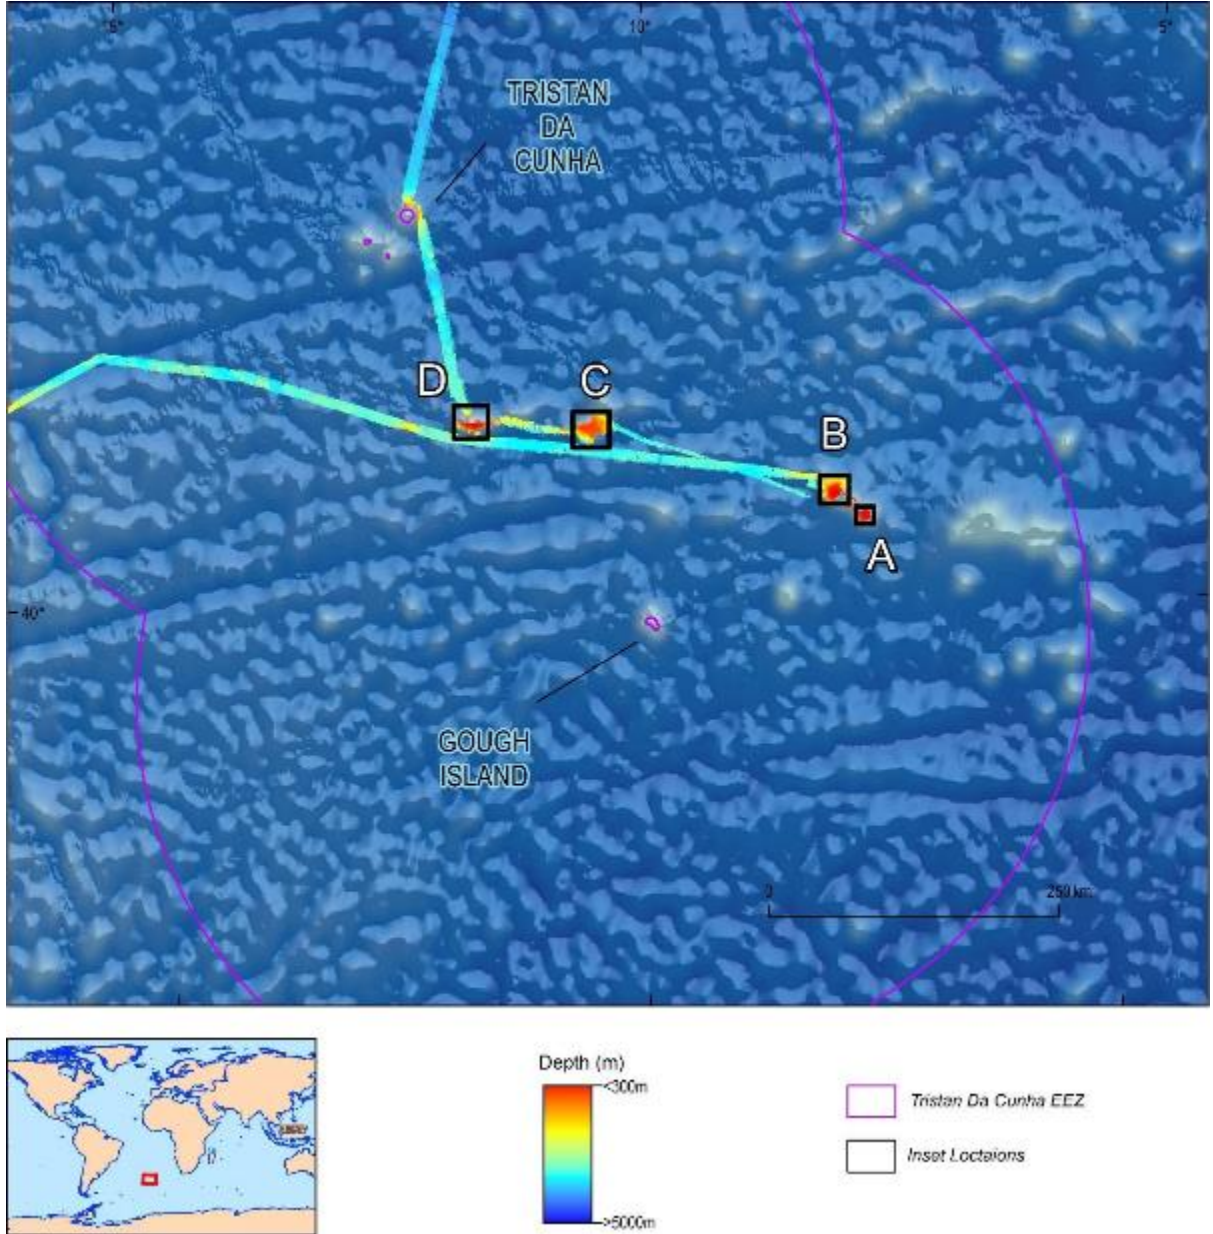 10°
5°
TRISTAN
DA
CUNHA
D
C
B
A
40°
GOUGH
ISLAND
0
250 km
Depth (m)
<300m
>5000m
Tristan Da Cunha EEZ
Inset Loctaions